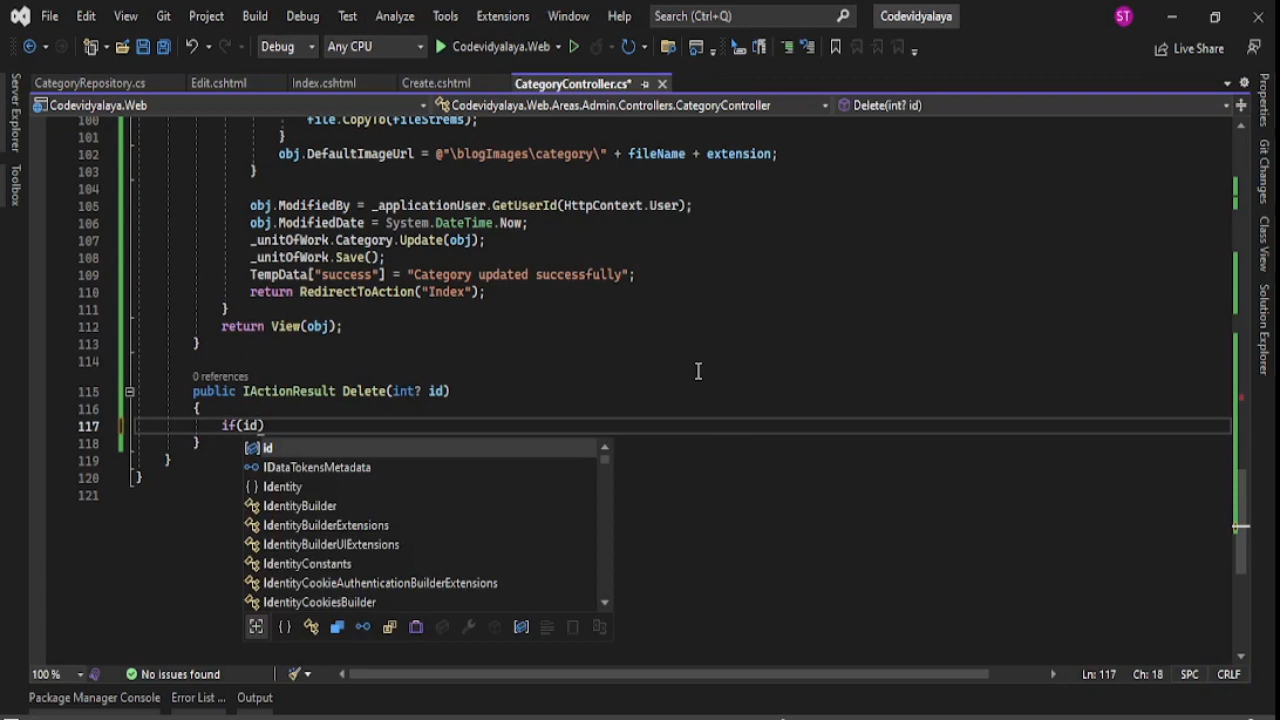 File Edit View Git Project Build Debug Test Analyze Tools Extensions Window Help Search (Ctrl+Q) Codevidyalaya ST
Debug Any CPU Codevidyalaya.Web Live Share
CategoryRepository.cs Edit.cshtml Index.cshtml Create.cshtml CategoryController.cs*
Codevidyalaya.Web Codevidyalaya.Web.Areas.Admin.Controllers.CategoryController Delete(int? id)
Server Explorer
Toolbox
Properties
Git Changes
Class View
Solution Explorer
100 file.CopyTo(fileStrems);
101 }
102 obj.DefaultImageUrl = @"\blogImages\category\" + fileName + extension;
103 }
104
105 obj.ModifiedBy = _applicationUser.GetUserId(HttpContext.User);
106 obj.ModifiedDate = System.DateTime.Now;
107 _unitOfWork.Category.Update(obj);
108 _unitOfWork.Save();
109 TempData["success"] = "Category updated successfully";
110 return RedirectToAction("Index");
111 }
112 return View(obj);
113 }
114
0 references
115 public IActionResult Delete(int? id)
116 {
117 if(id)
118 }
119 }
120 }
121
id
IDataTokensMetadata
{ } Identity
IdentityBuilder
IdentityBuilderExtensions
IdentityBuilderUIExtensions
IdentityConstants
IdentityCookieAuthenticationBuilderExtensions
IdentityCookiesBuilder
100 % No issues found Ln: 117 Ch: 18 SPC CRLF
Package Manager Console Error List ... Output